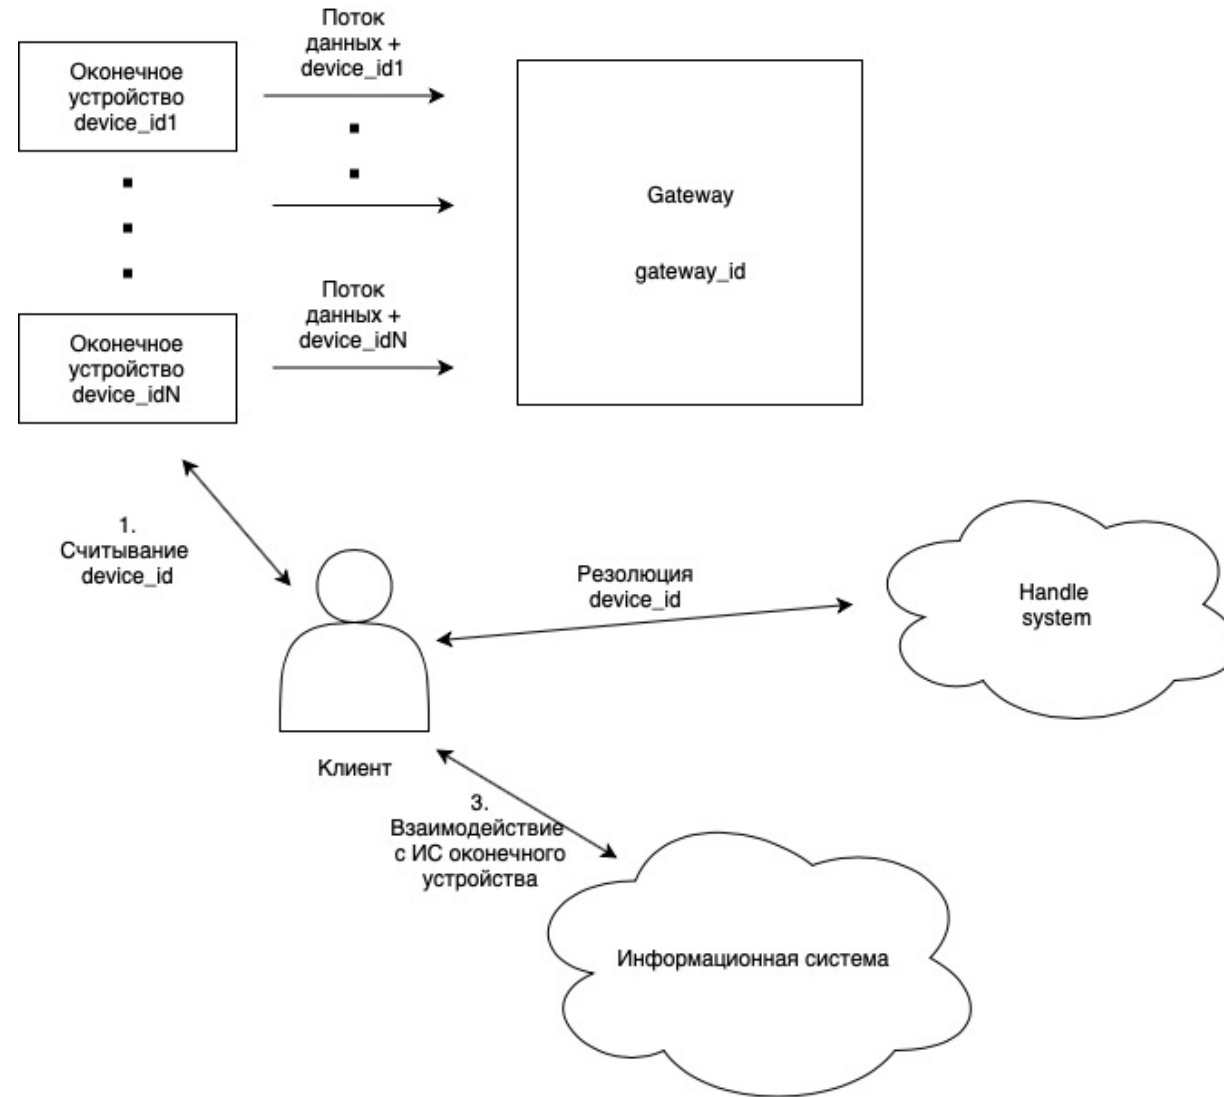 Поток
данных +
device_id1
Оконечное
устройство
device_id1
Gateway
gateway_id
Поток
данных +
device_idN
Оконечное
устройство
device_idN
1.
Считывание
device_id
Резолюция
device_id
Handle
system
Клиент
3.
Взаимодействие
с ИС оконечного
устройства
Информационная система